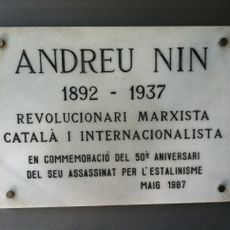 ANDREU NIN
1892 - 1937
REVOLUCIONARI MARXISTA
CATALÀ I INTERNACIONALISTA
EN COMMEMORACIÓ DEL 50è ANIVERSARI
DEL SEU ASSASSINAT PER L'ESTALINISME
MAIG 1987